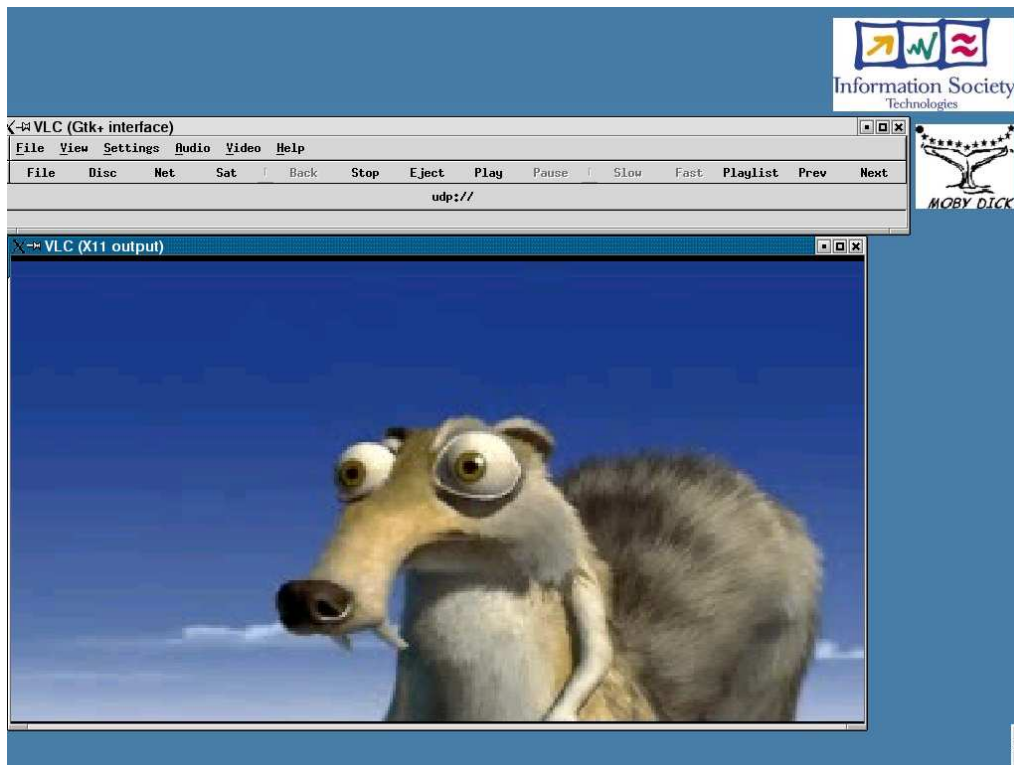 Information Society
Technologies
VLC (Gtk+ interface)
File View Settings Audio Video Help
File Disc Net Sat Back Stop Eject Play Pause Slow Fast Playlist Prev Next
udp://
MOBY DICK
VLC (X11 output)